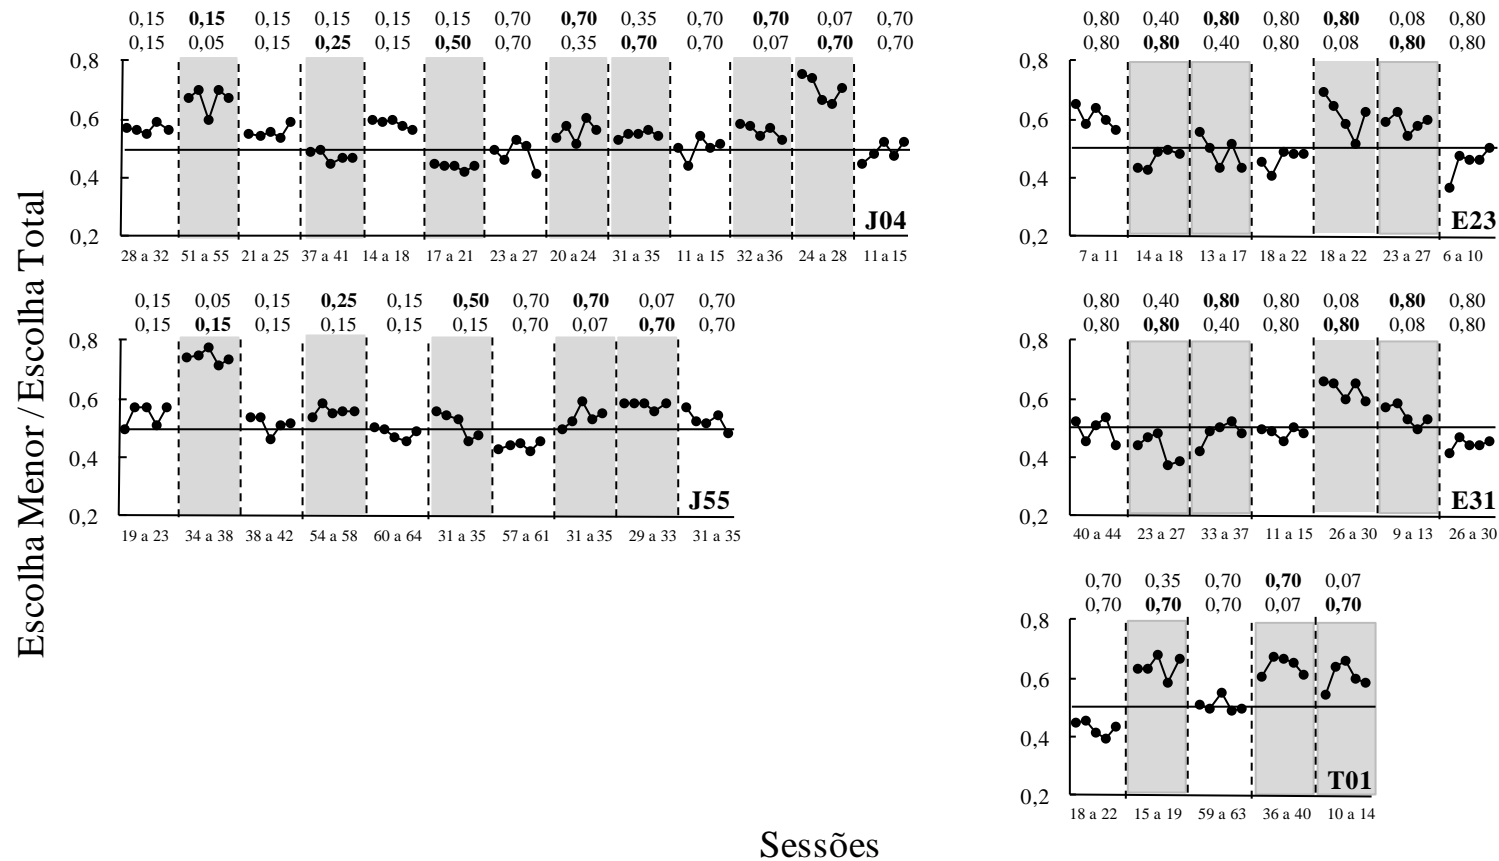 0,15 0,15 0,15 0,15 0,15 0,15 0,70 0,70 0,35 0,70 0,70 0,07 0,70
0,15 0,05 0,15 0,25 0,15 0,50 0,70 0,35 0,70 0,70 0,07 0,70 0,70
0,8
0,6
0,4
0,2
J04
28 a 32 51 a 55 21 a 25 37 a 41 14 a 18 17 a 21 23 a 27 20 a 24 31 a 35 11 a 15 32 a 36 24 a 28 11 a 15
0,80 0,40 0,80 0,80 0,80 0,08 0,80
0,80 0,80 0,40 0,80 0,08 0,80 0,80
0,8
0,6
0,4
0,2
E23
7 a 11 14 a 18 13 a 17 18 a 22 18 a 22 23 a 27 6 a 10
0,15 0,05 0,15 0,25 0,15 0,50 0,70 0,70 0,07 0,70
0,15 0,15 0,15 0,15 0,15 0,15 0,70 0,07 0,70 0,70
0,8
0,6
0,4
0,2
J55
19 a 23 34 a 38 38 a 42 54 a 58 60 a 64 31 a 35 57 a 61 31 a 35 29 a 33 31 a 35
0,80 0,40 0,80 0,80 0,08 0,80 0,80
0,80 0,80 0,40 0,80 0,80 0,08 0,80
0,8
0,6
0,4
0,2
E31
40 a 44 23 a 27 33 a 37 11 a 15 26 a 30 9 a 13 26 a 30
0,70 0,35 0,70 0,70 0,07
0,70 0,70 0,70 0,07 0,70
0,8
0,6
0,4
0,2
T01
18 a 22 15 a 19 59 a 63 36 a 40 10 a 14
Escolha Menor / Escolha Total
Sessões